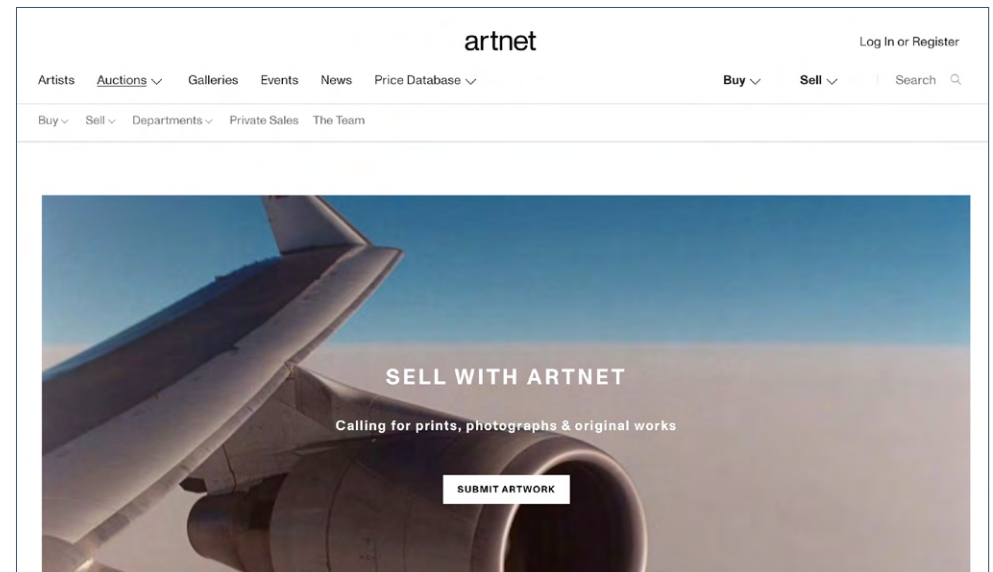 artnet
Log In or Register
Artists Auctions Galleries Events News Price Database Buy Sell Search
Buy Sell Departments Private Sales The Team
SELL WITH ARTNET
Calling for prints, photographs & original works
SUBMIT ARTWORK